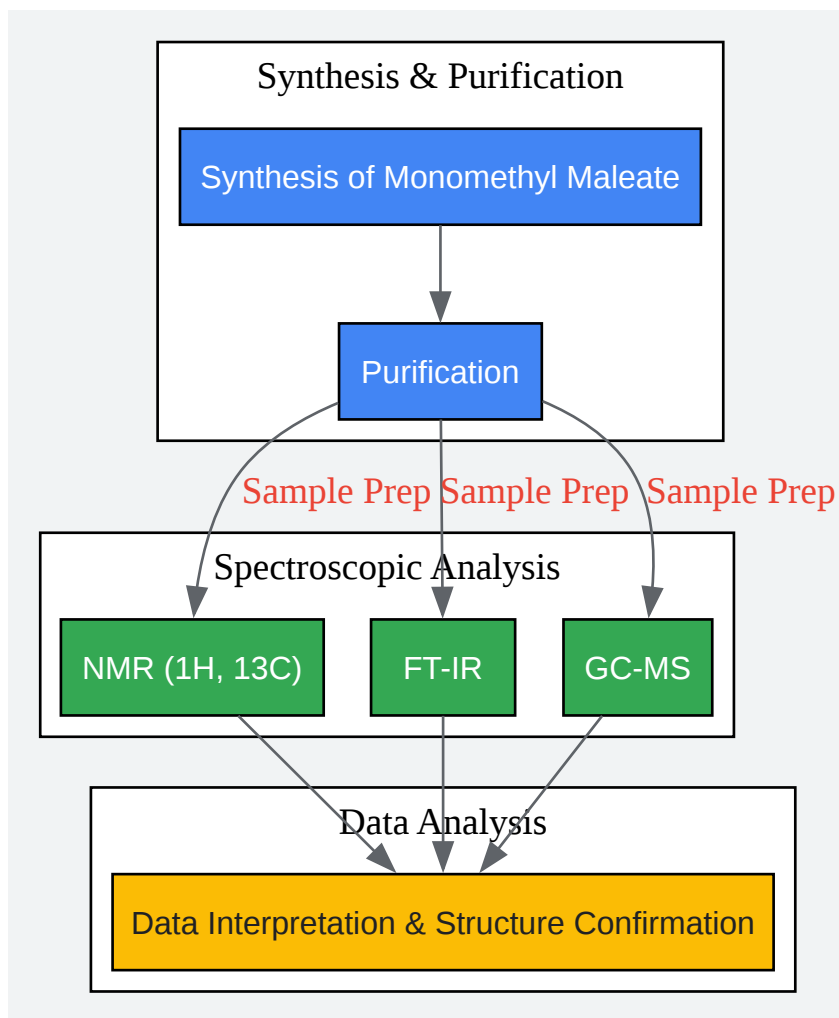 Synthesis & Purification
Synthesis of Monomethyl Maleate
Purification
Sample Prep Sample Prep Sample Prep
Spectroscopic Analysis
NMR (1H, 13C) FT-IR GC-MS
Data Analysis
Data Interpretation & Structure Confirmation